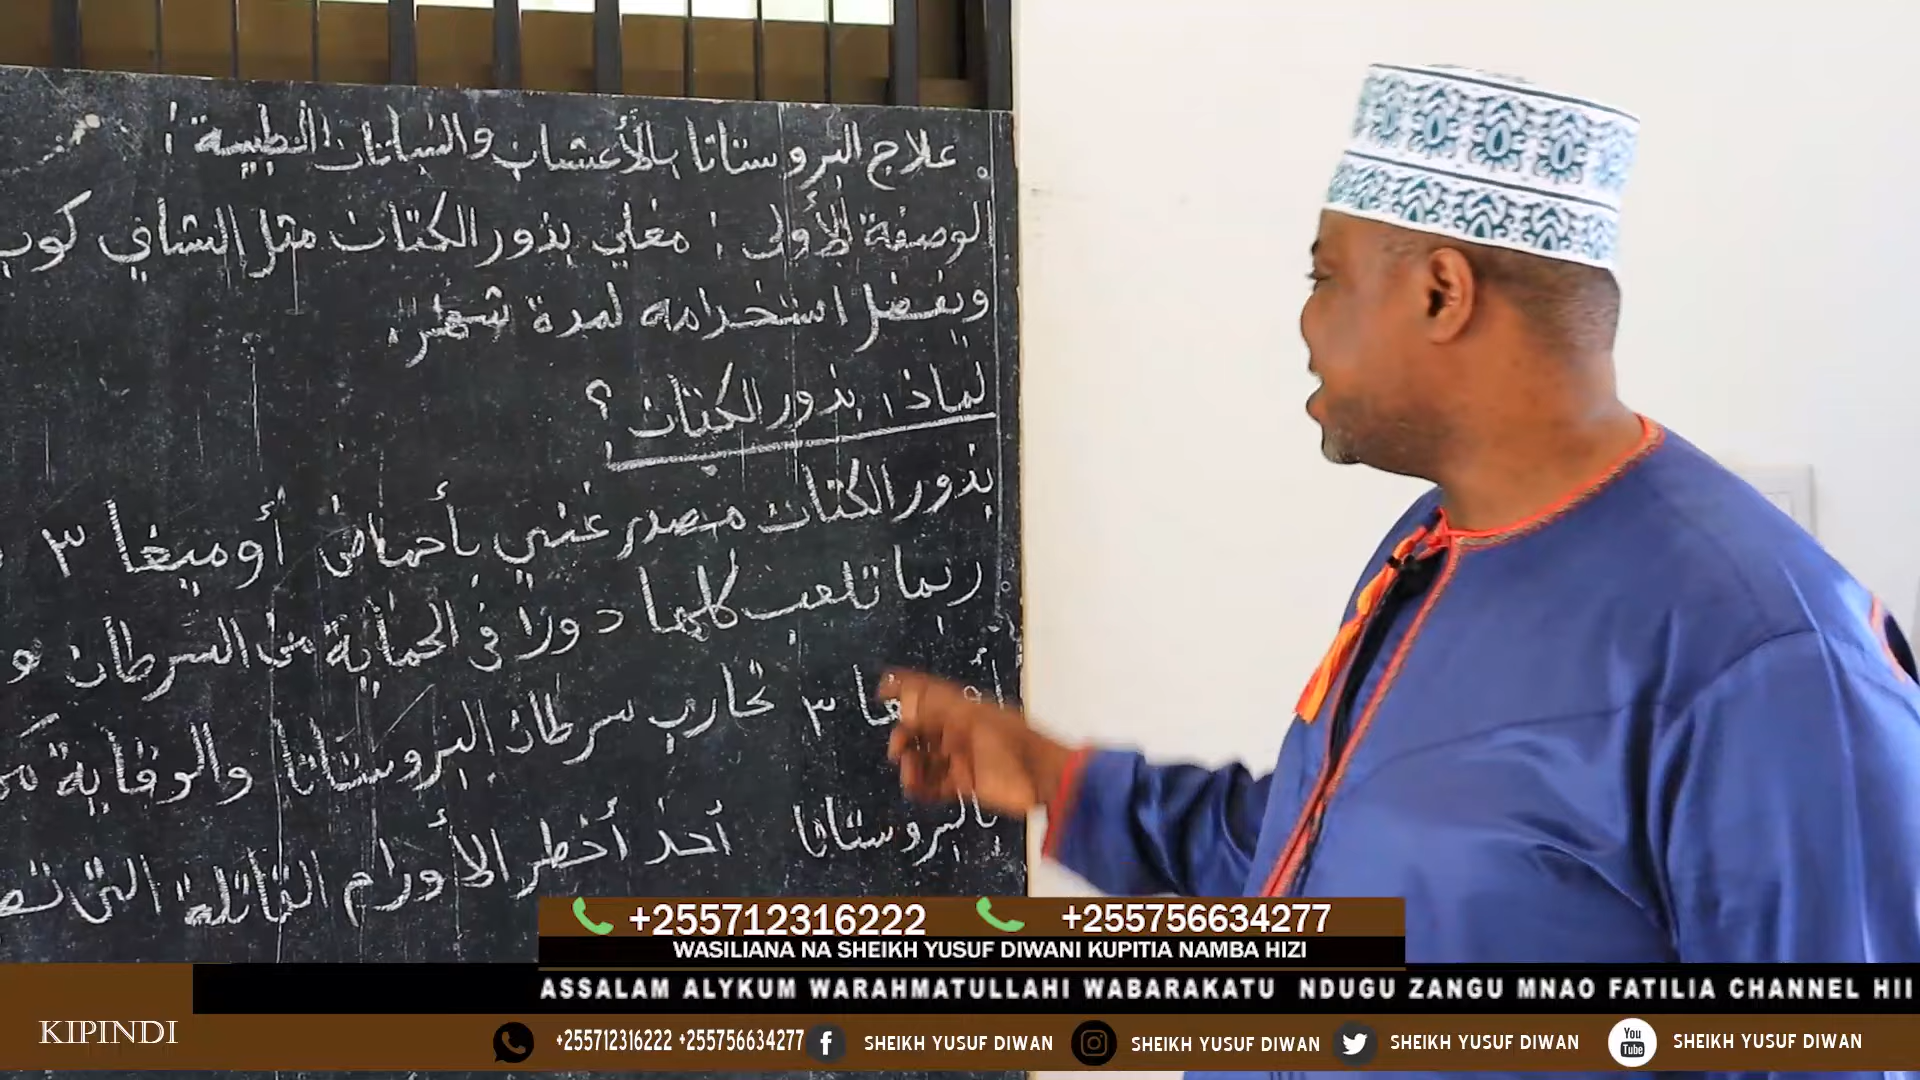 علاج البروستاتا بالأعشاب والنباتات الطبية:
الوصفة الأولى: مغلي بذور الكتان مثل الشاي كوب
ويفضل استخدامه لمدة شهر.
لماذا بذور الكتان؟
بذور الكتان مصدر غني بأحماض أوميغا ٣
ربما تلعب كلها دورا في الحماية من السرطان و
٣ تحارب سرطان البروستاتا والوقاية
بالبروستاتا أحد أخطر الأورام القاتلة التي
+255712316222 +255756634277
WASILIANA NA SHEIKH YUSUF DIWANI KUPITIA NAMBA HIZI
ASSALAM ALYKUM WARAHMATULLAHI WABARAKATU NDUGU ZANGU MNAO FATILIA CHANNEL HII
KIPINDI
+255712316222 +255756634277 SHEIKH YUSUF DIWAN SHEIKH YUSUF DIWAN SHEIKH YUSUF DIWAN You Tube SHEIKH YUSUF DIWAN